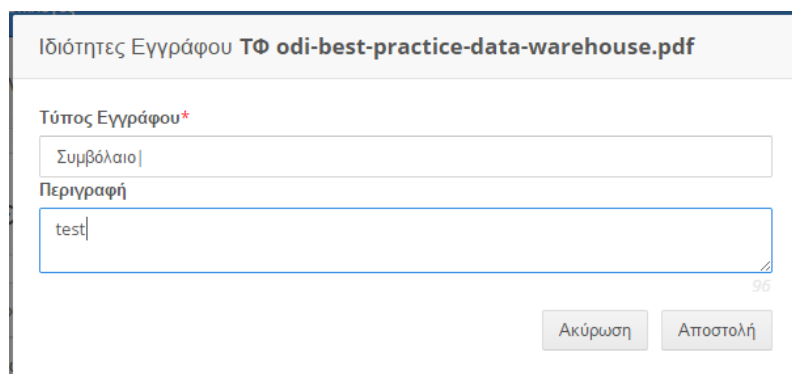 Ιδιότητες Εγγράφου ΤΦ odi-best-practice-data-warehouse.pdf
Τύπος Εγγράφου*
Συμβόλαιο|
Περιγραφή
test
96
Ακύρωση Αποστολή